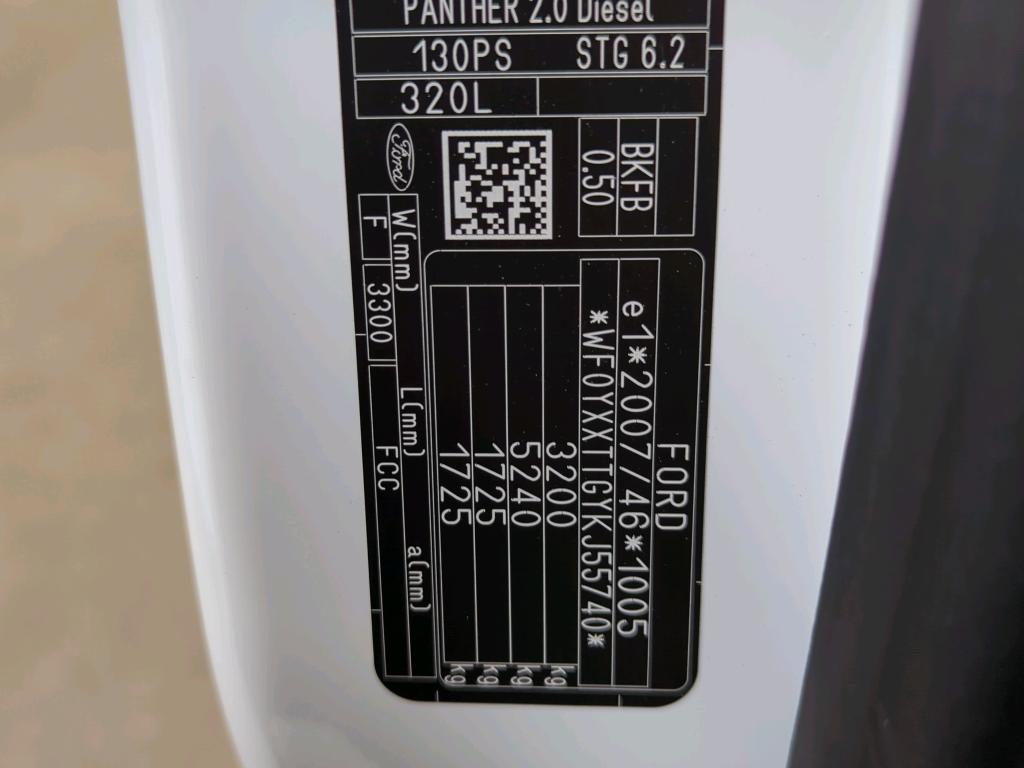 PANTHER 2.0 Diesel
130PS STG 6.2
320L
BKFB
0.50
Ford
FORD
e1*2007/46*1005
*WF0YXXTTGYKJ55740*
3200 kg
5240 kg
1725 kg
1725 kg
W(mm) L(mm) a(mm)
F 3300 FCC